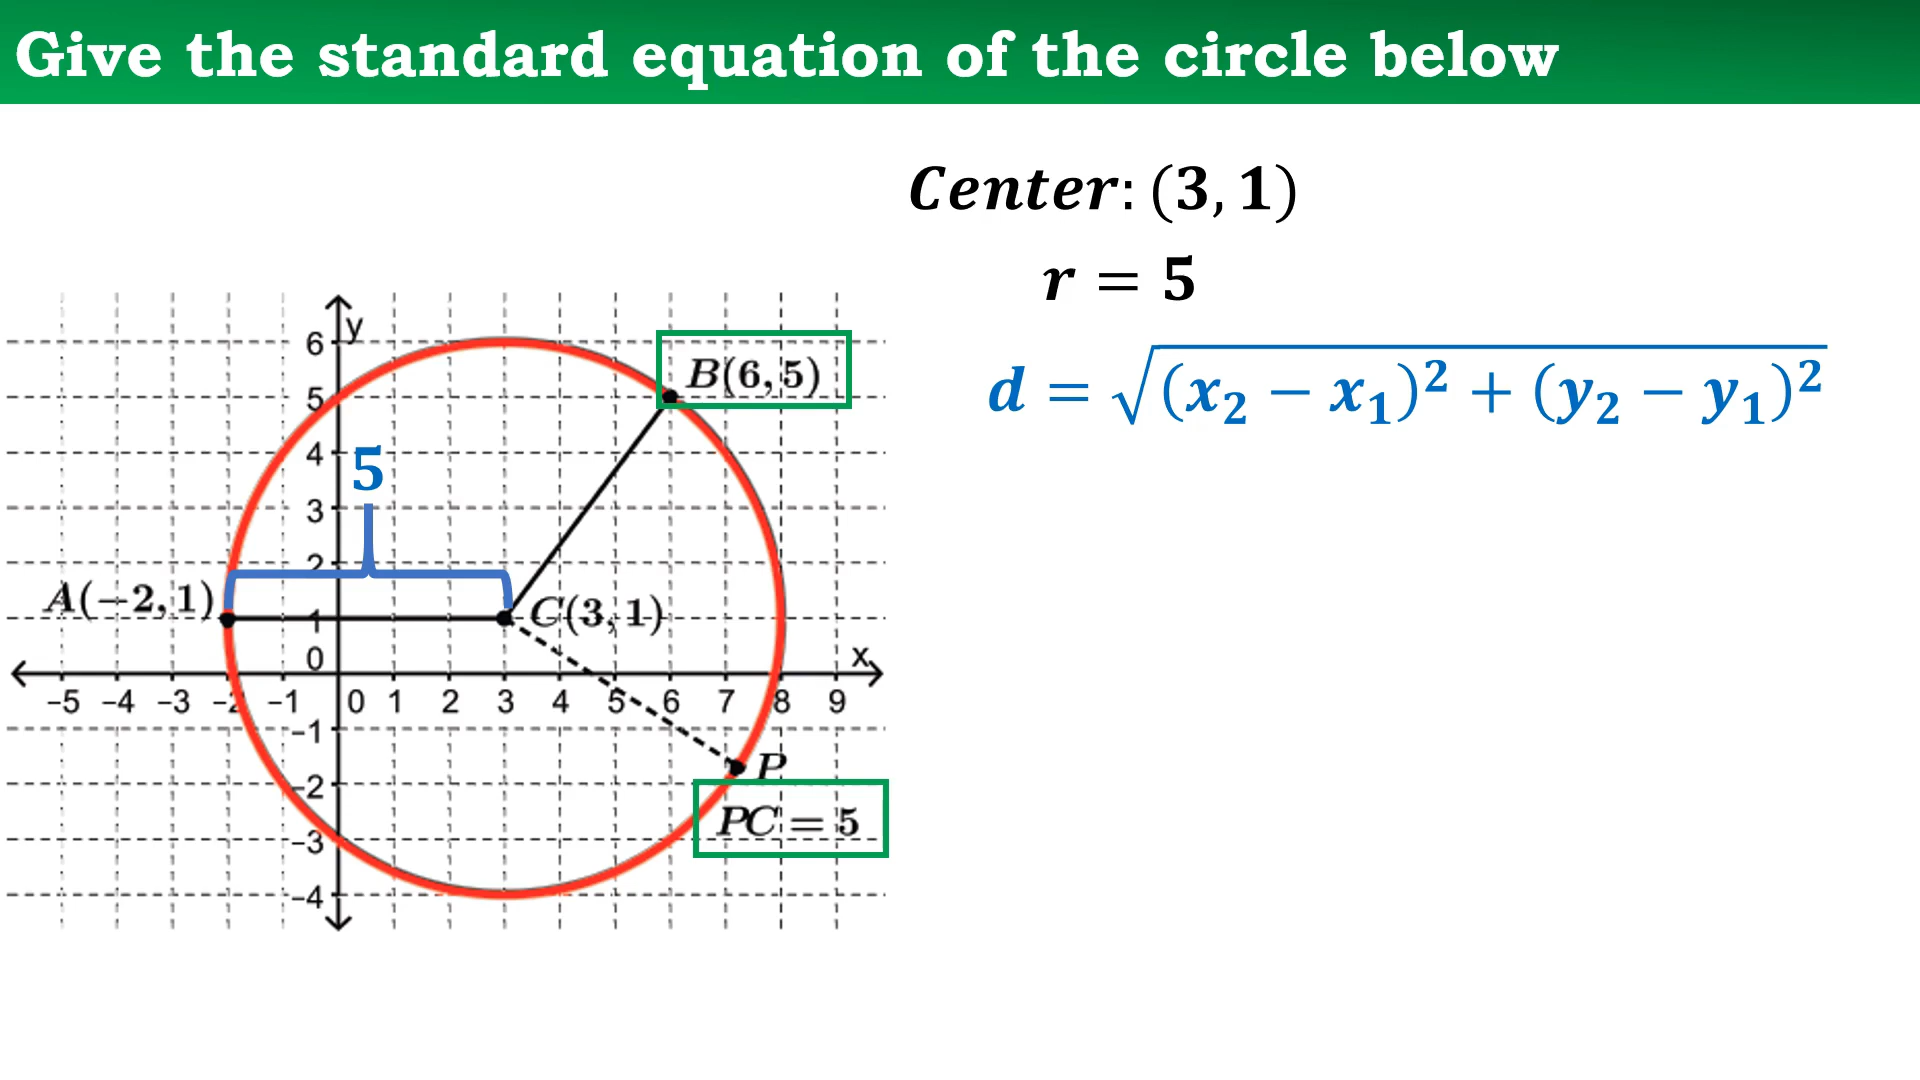 Give the standard equation of the circle below
Center: (3, 1)
r = 5
d = √(x₂ − x₁)² + (y₂ − y₁)²
y
6
B(6, 5)
5
4
5
3
2
A(−2, 1)
1
C(3, 1)
0
x
−5 −4 −3 −2 −1 0 1 2 3 4 5 6 7 8 9
−1
P
−2
PC = 5
−3
−4